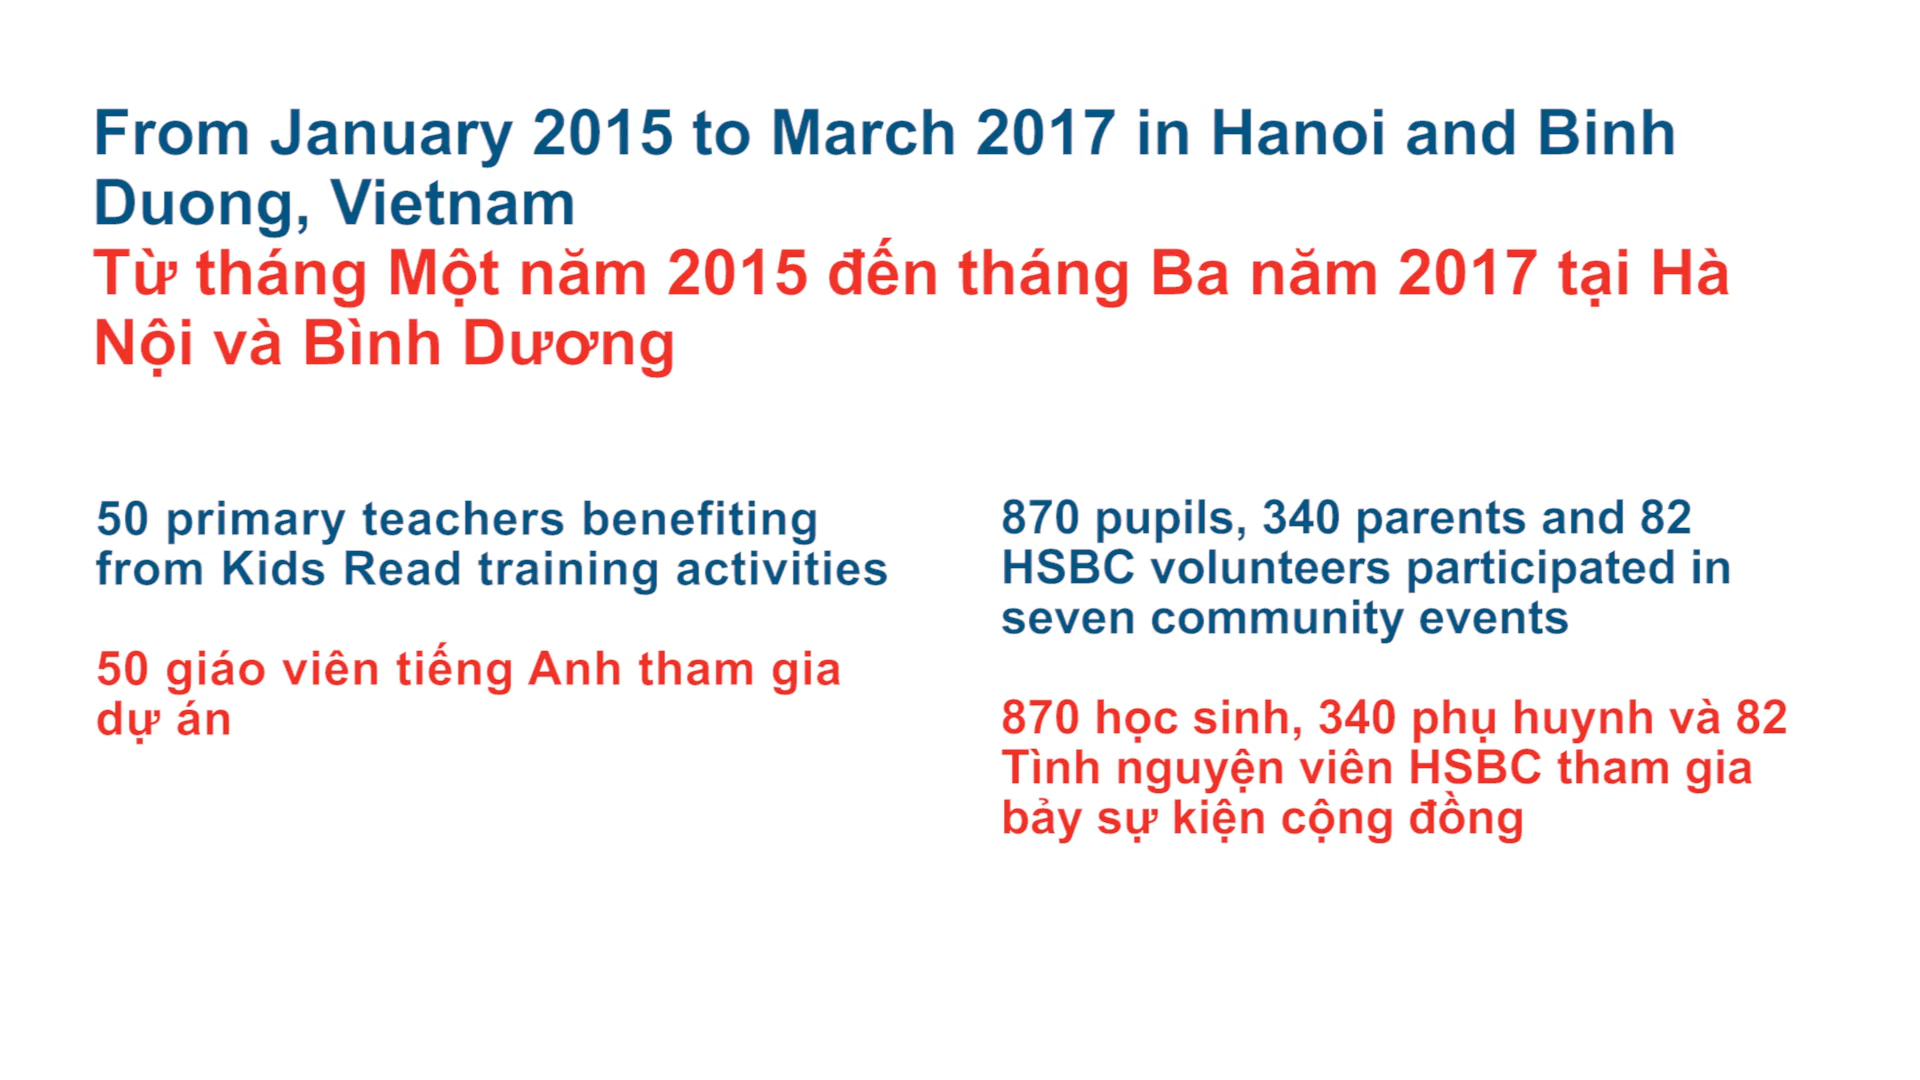 From January 2015 to March 2017 in Hanoi and Binh
Duong, Vietnam
Từ tháng Một năm 2015 đến tháng Ba năm 2017 tại Hà
Nội và Bình Dương
50 primary teachers benefiting
from Kids Read training activities
50 giáo viên tiếng Anh tham gia
dự án
870 pupils, 340 parents and 82
HSBC volunteers participated in
seven community events
870 học sinh, 340 phụ huynh và 82
Tình nguyện viên HSBC tham gia
bảy sự kiện cộng đồng